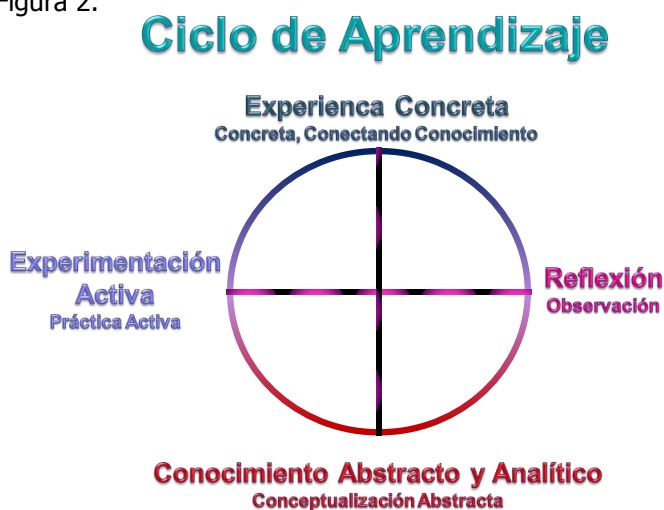 Figura 2.
Ciclo de Aprendizaje
Experienca Concreta
Concreta, Conectando Conocimiento
Experimentación
Activa
Práctica Activa
Reflexión
Observación
Conocimiento Abstracto y Analítico
Conceptualización Abstracta